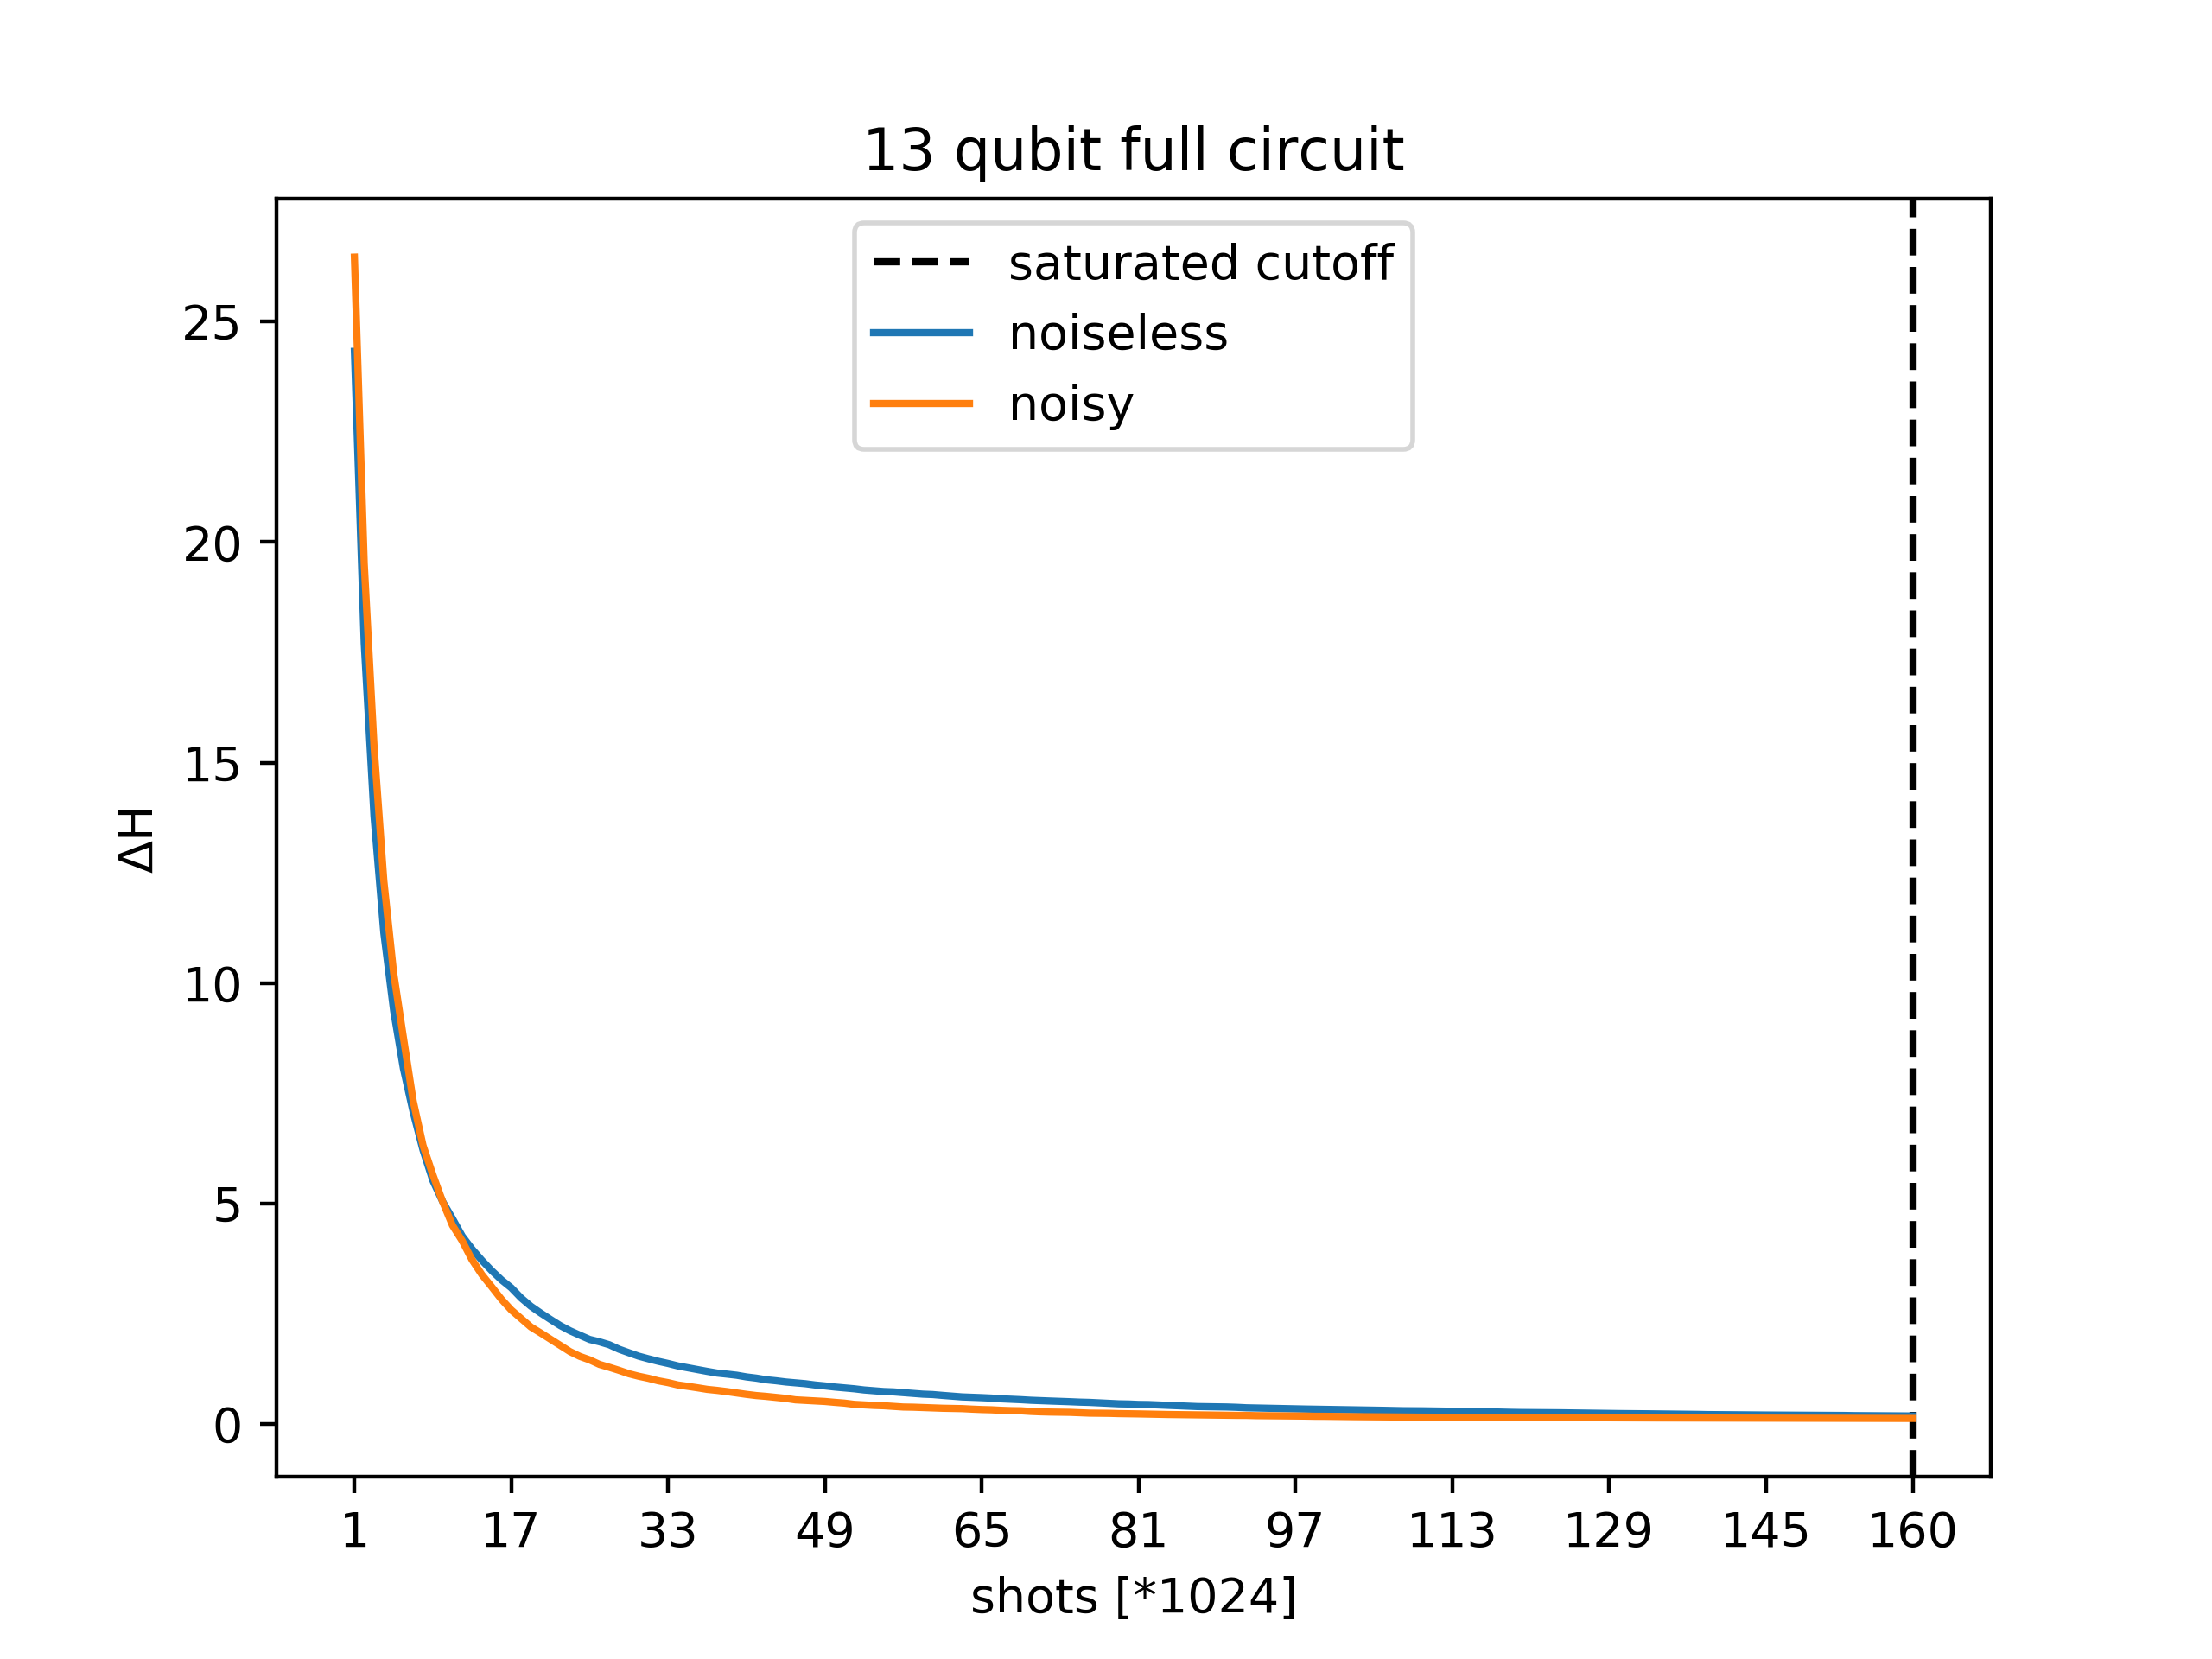 13 qubit full circuit
saturated cutoff
noiseless
noisy
25
20
15
10
5
0
ΔH
1 17 33 49 65 81 97 113 129 145 160
shots [*1024]